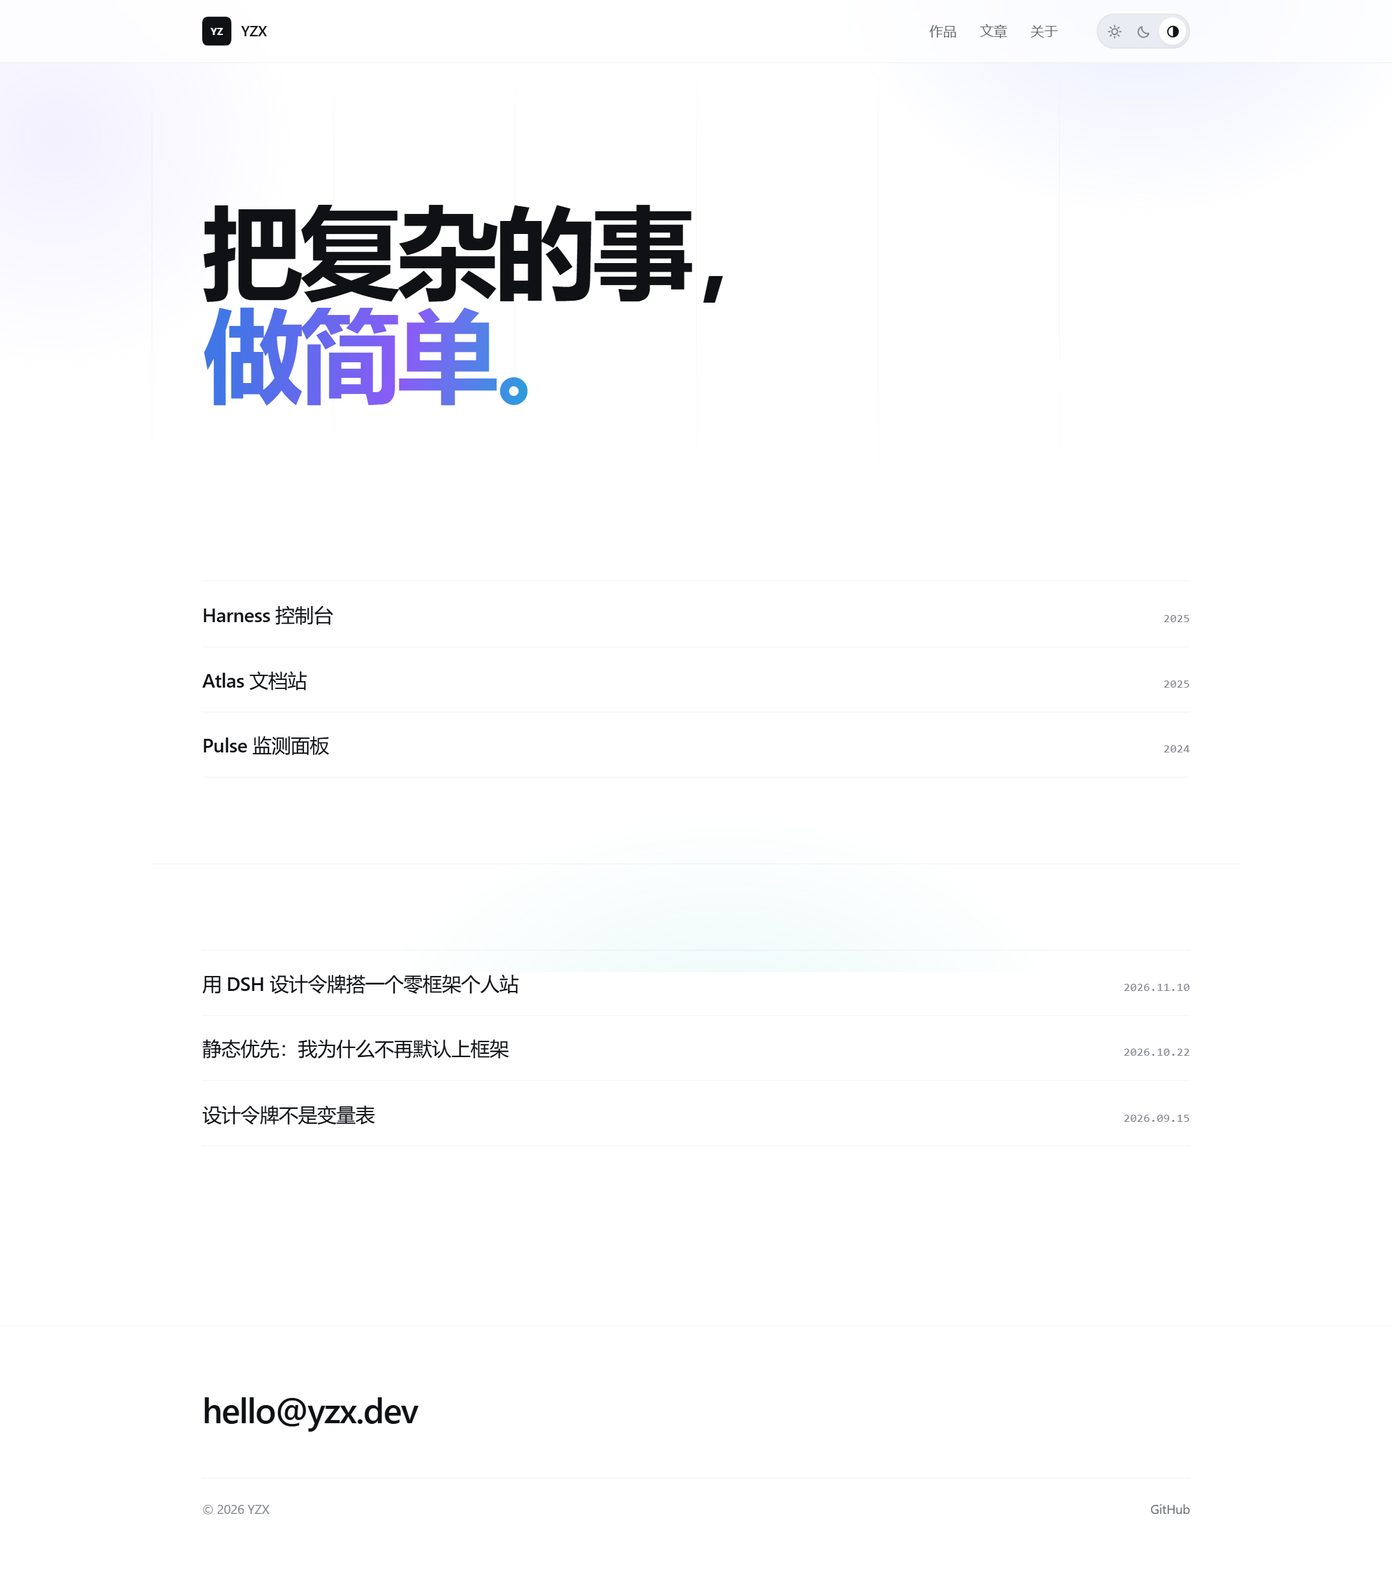 YZ YZX 作品 文章 关于
把复杂的事，
做简单。
Harness 控制台 2025
Atlas 文档站 2025
Pulse 监测面板 2024
用 DSH 设计令牌搭一个零框架个人站 2026.11.10
静态优先：我为什么不再默认上框架 2026.10.22
设计令牌不是变量表 2026.09.15
hello@yzx.dev
© 2026 YZX GitHub